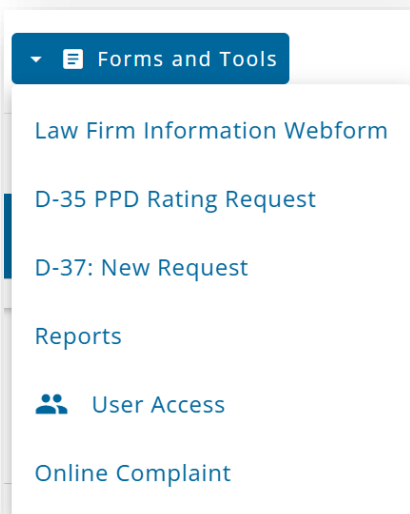 Forms and Tools
Law Firm Information Webform
D-35 PPD Rating Request
D-37: New Request
Reports
User Access
Online Complaint